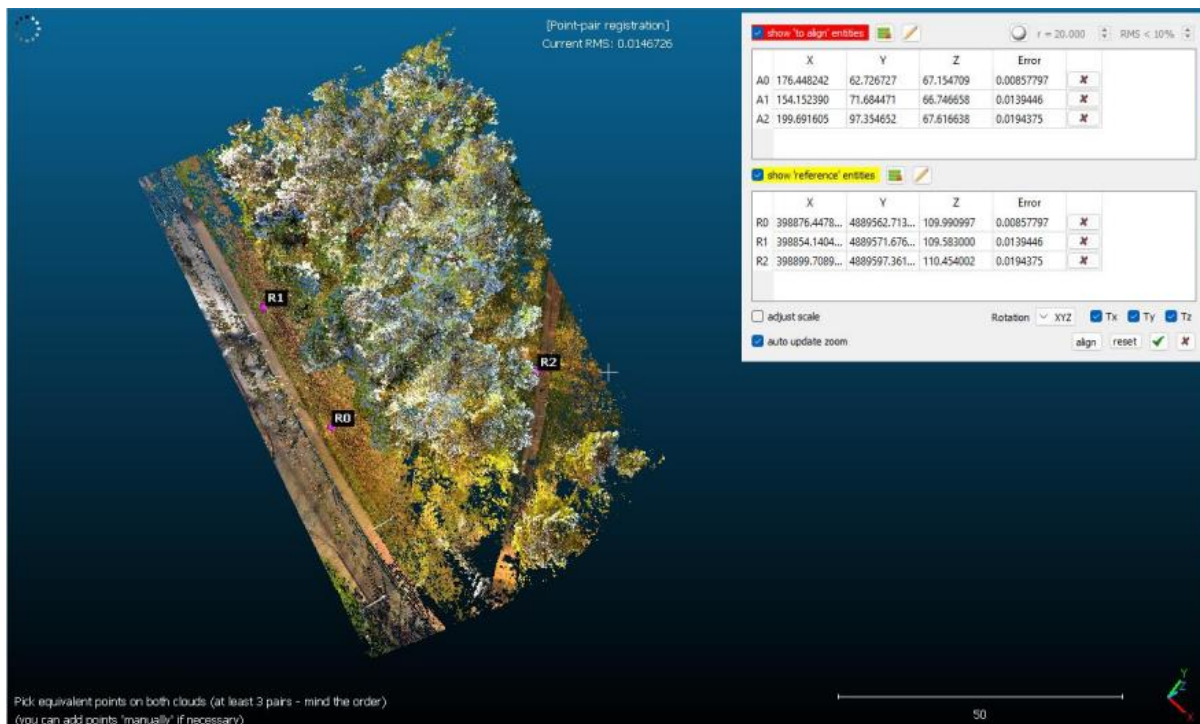 [Point-pair registration]
Current RMS: 0.0146726
show 'to align' entities r = 20.000 RMS < 10%
X Y Z Error
A0 176.448242 62.726727 67.154709 0.00857797
A1 154.152390 71.684471 66.746658 0.0139446
A2 199.691605 97.354652 67.616638 0.0194375
show 'reference' entities
X Y Z Error
R0 398876.4478... 4889562.713... 109.990997 0.00857797
R1 398854.1404... 4889571.676... 109.583000 0.0139446
R2 398899.7089... 4889597.361... 110.454002 0.0194375
adjust scale Rotation XYZ Tx Ty Tz
auto update zoom align reset
R1
R2
R0
Pick equivalent points on both clouds (at least 3 pairs - mind the order)
(you can add points 'manually' if necessary)
50
Y
Z
X